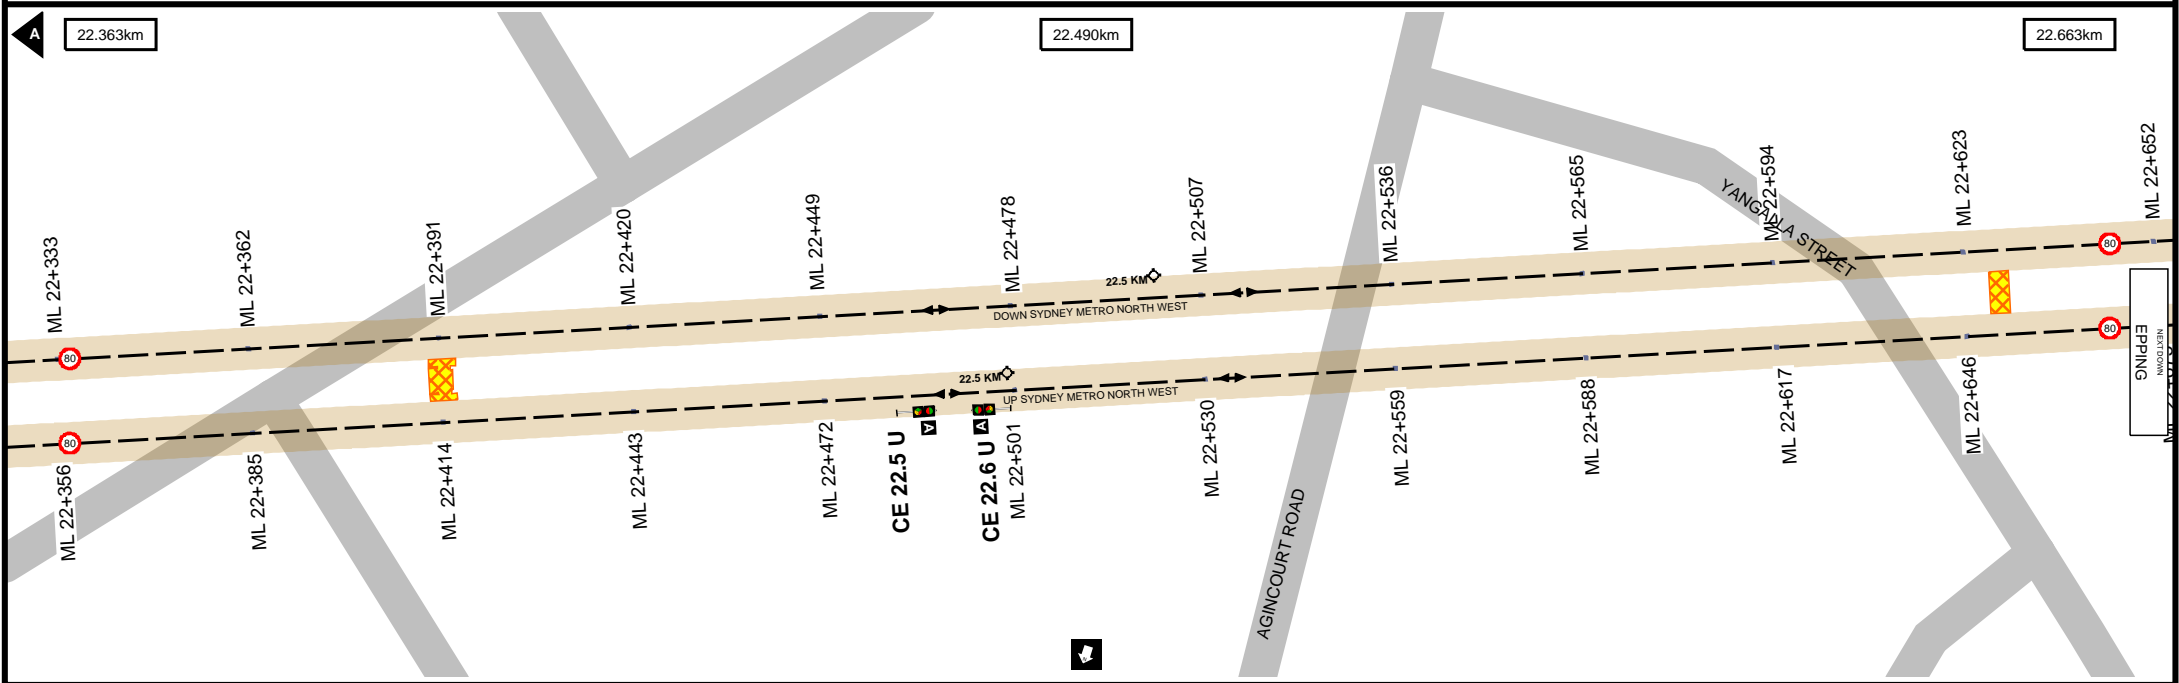 A
22.363km
22.490km
22.663km
ML 22+333
ML 22+362
ML 22+391
ML 22+420
ML 22+449
ML 22+478
ML 22+507
ML 22+536
ML 22+565
ML 22+594
ML 22+623
ML 22+652
YANGALLA STREET
80
80
22.5 KM
DOWN SYDNEY METRO NORTH WEST
22.5 KM
UP SYDNEY METRO NORTH WEST
80
80
NEXT DOWN
EPPING
A
A
CE 22.5 U
CE 22.6 U
ML 22+356
ML 22+385
ML 22+414
ML 22+443
ML 22+472
ML 22+501
ML 22+530
ML 22+559
ML 22+588
ML 22+617
ML 22+646
AGINCOURT ROAD